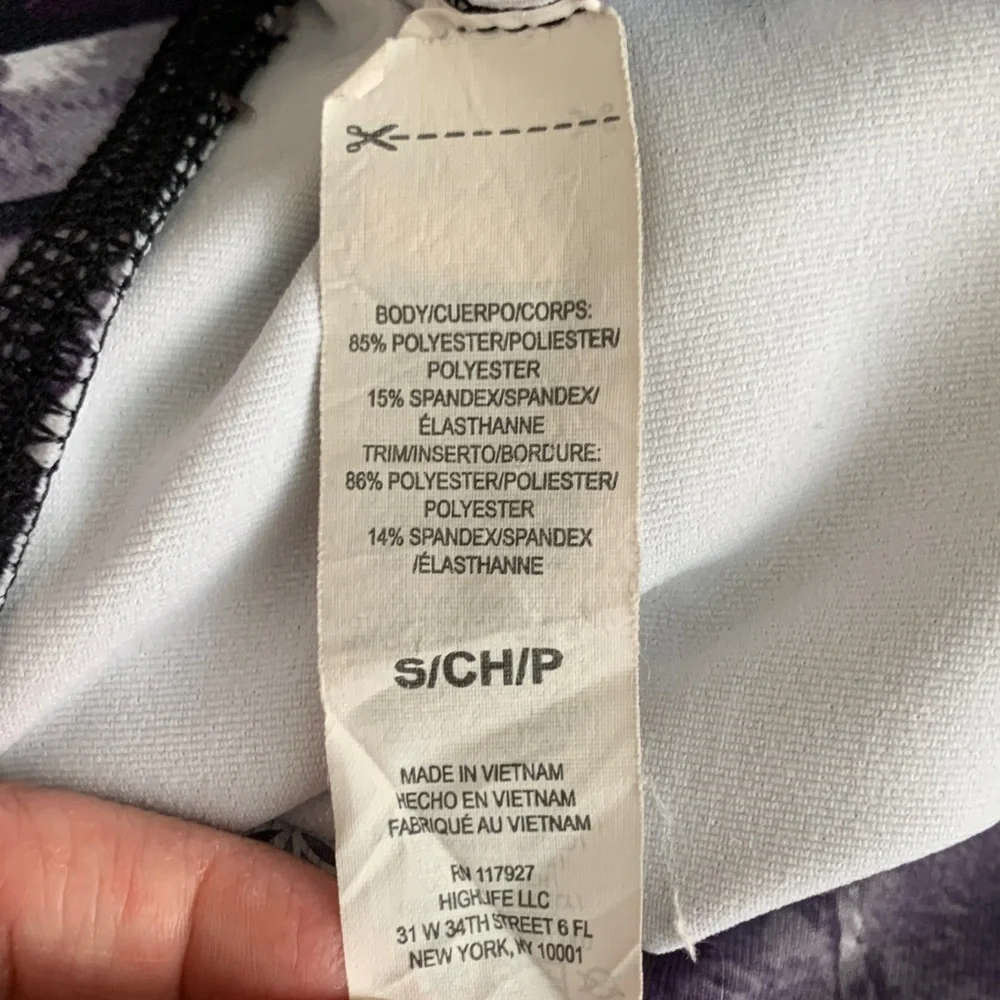 BODY/CUERPO/CORPS:
85% POLYESTER/POLIESTER/
POLYESTER
15% SPANDEX/SPANDEX/
ÉLASTHANNE
TRIM/INSERTO/BORDURE:
86% POLYESTER/POLIESTER/
POLYESTER
14% SPANDEX/SPANDEX
/ÉLASTHANNE
S/CH/P
MADE IN VIETNAM
HECHO EN VIETNAM
FABRIQUÉ AU VIETNAM
RN 117927
HIGHLIFE LLC
31 W 34TH STREET 6 FL
NEW YORK, NY 10001